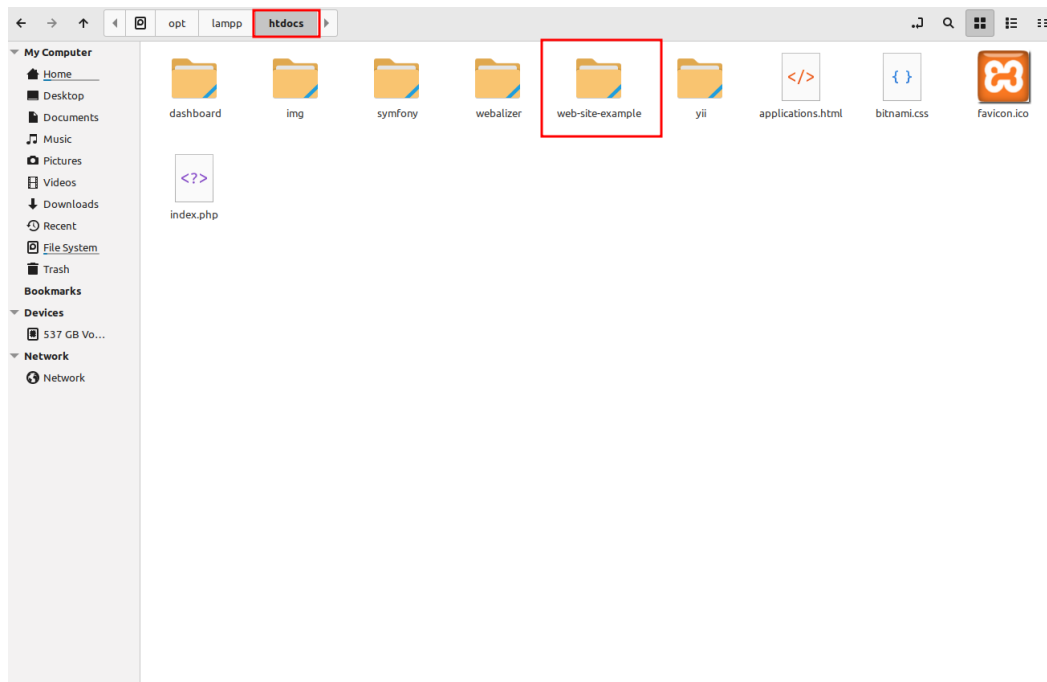 opt lampp htdocs
My Computer
Home
Desktop
Documents
Music
Pictures
Videos
Downloads
Recent
File System
Trash
Bookmarks
Devices
537 GB Vo...
Network
Network
dashboard img symfony webalizer web-site-example yii applications.html bitnami.css favicon.ico
</>
{ }
<?>
index.php